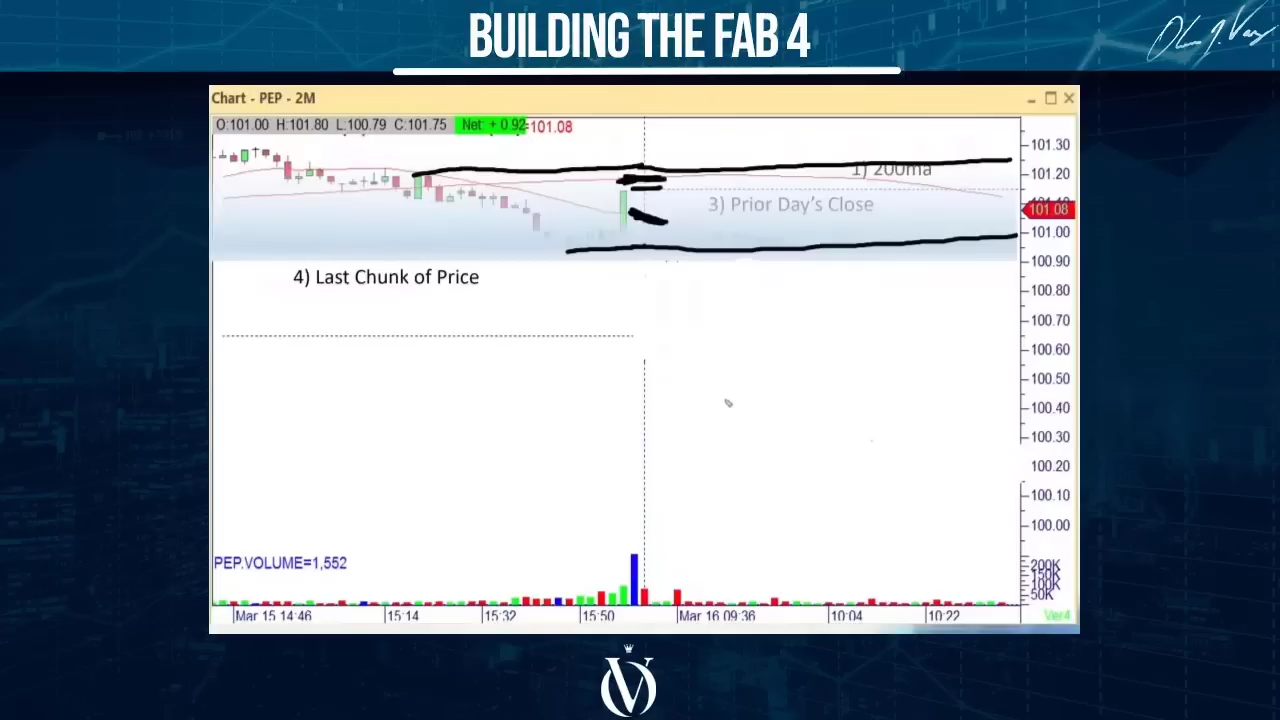 BUILDING THE FAB 4
Chart - PEP - 2M
O:101.00 H:101.80 L:100.79 C:101.75 Net: + 0.92 =101.08
101.30
1) 200ma
101.20
3) Prior Day's Close
101.08
101.00
100.90
4) Last Chunk of Price
100.80
100.70
100.60
100.50
100.40
100.30
100.20
100.10
100.00
PEP.VOLUME=1,552
200K
150K
100K
50K
Mar 15 14:46 15:14 15:32 15:50 Mar 16 09:36 10:04 10:22 Ver4